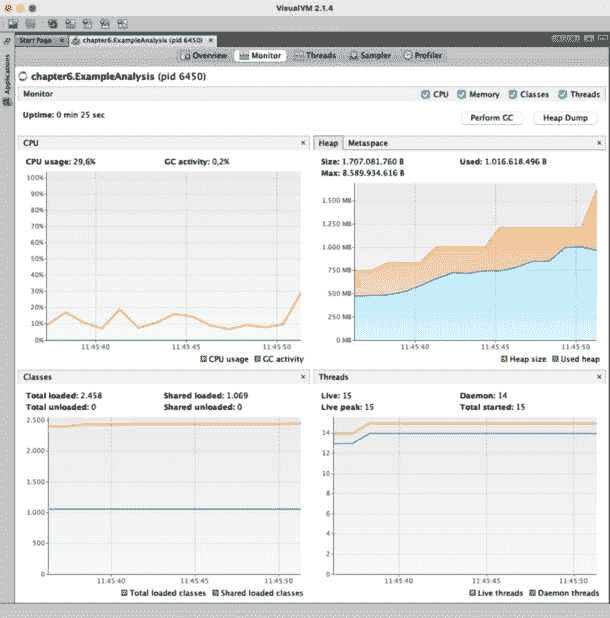 VisualVM 2.1.4
Start Page
chapter6.ExampleAnalysis (pid 6450)
Applications
Overview Monitor Threads Sampler Profiler
chapter6.ExampleAnalysis (pid 6450)
Monitor CPU Memory Classes Threads
Uptime: 0 min 25 sec
Perform GC Heap Dump
CPU
CPU usage: 29,6% GC activity: 0,2%
100%
90%
80%
70%
60%
50%
40%
30%
20%
10%
0%
11:45:40 11:45:45 11:45:50
CPU usage GC activity
Heap Metaspace
Size: 1.707.081.760 B Used: 1.016.618.496 B
Max: 8.589.934.616 B
1.500 MB
1.250 MB
1.000 MB
750 MB
500 MB
250 MB
0 MB
11:45:40 11:45:45 11:45:50
Heap size Used heap
Classes
Total loaded: 2.458 Shared loaded: 1.069
Total unloaded: 0 Shared unloaded: 0
2.500
2.000
1.500
1.000
500
0
11:45:40 11:45:45 11:45:50
Total loaded classes Shared loaded classes
Threads
Live: 15 Daemon: 14
Live peak: 15 Total started: 15
14
12
10
8
6
4
2
0
11:45:40 11:45:45 11:45:50
Live threads Daemon threads